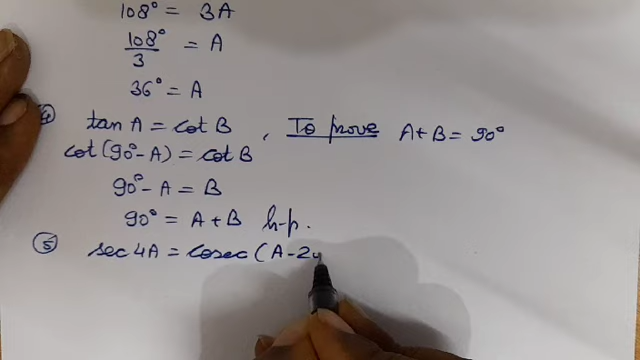 108° = 3A
108°/3 = A
36° = A
④ tan A = cot B , To prove A+B = 90°
cot (90°- A) = cot B
90°- A = B
90° = A + B h-p.
⑤ sec 4A = cosec (A - 2